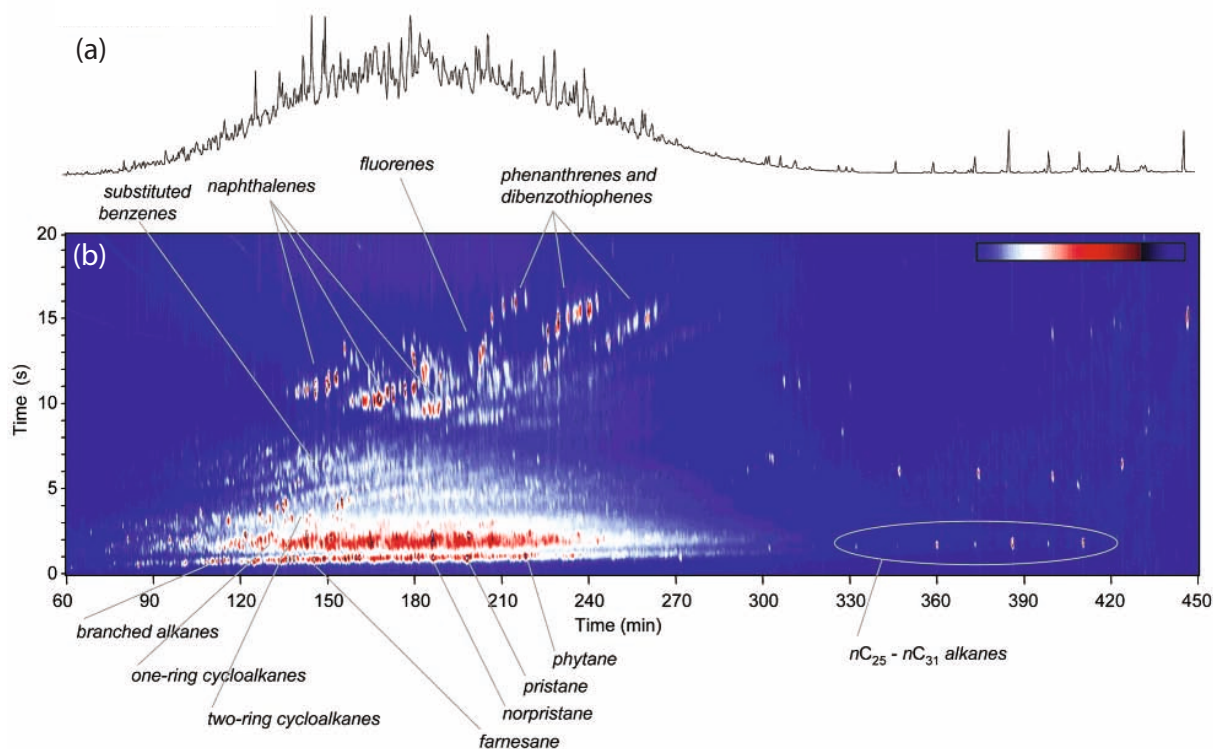 (a)
fluorenes
phenanthrenes and
dibenzothiophenes
naphthalenes
substituted
benzenes
(b)
20
15
10
5
0
Time (s)
60 90 120 150 180 210 240 270 300 330 360 390 420 450
Time (min)
branched alkanes
one-ring cycloalkanes
two-ring cycloalkanes
farnesane
norpristane
pristane
phytane
nC25 - nC31 alkanes